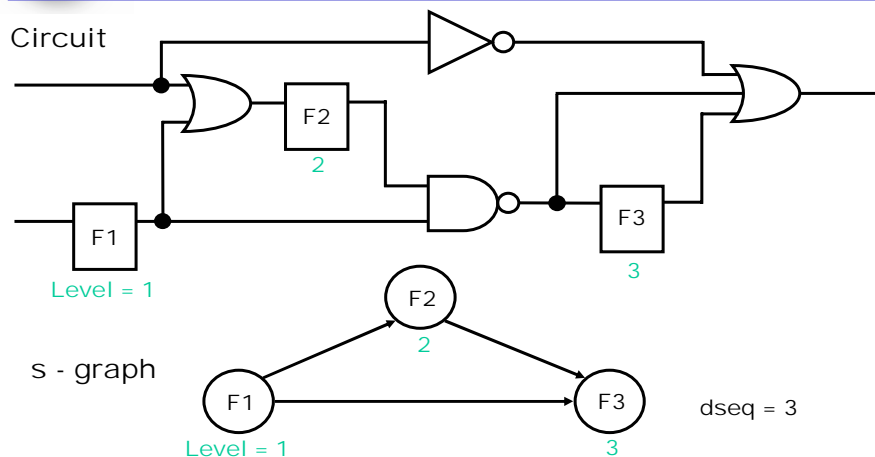 Circuit
F2
2
F1
Level = 1
F3
3
s - graph
F2
2
F1
Level = 1
F3
3
dseq = 3